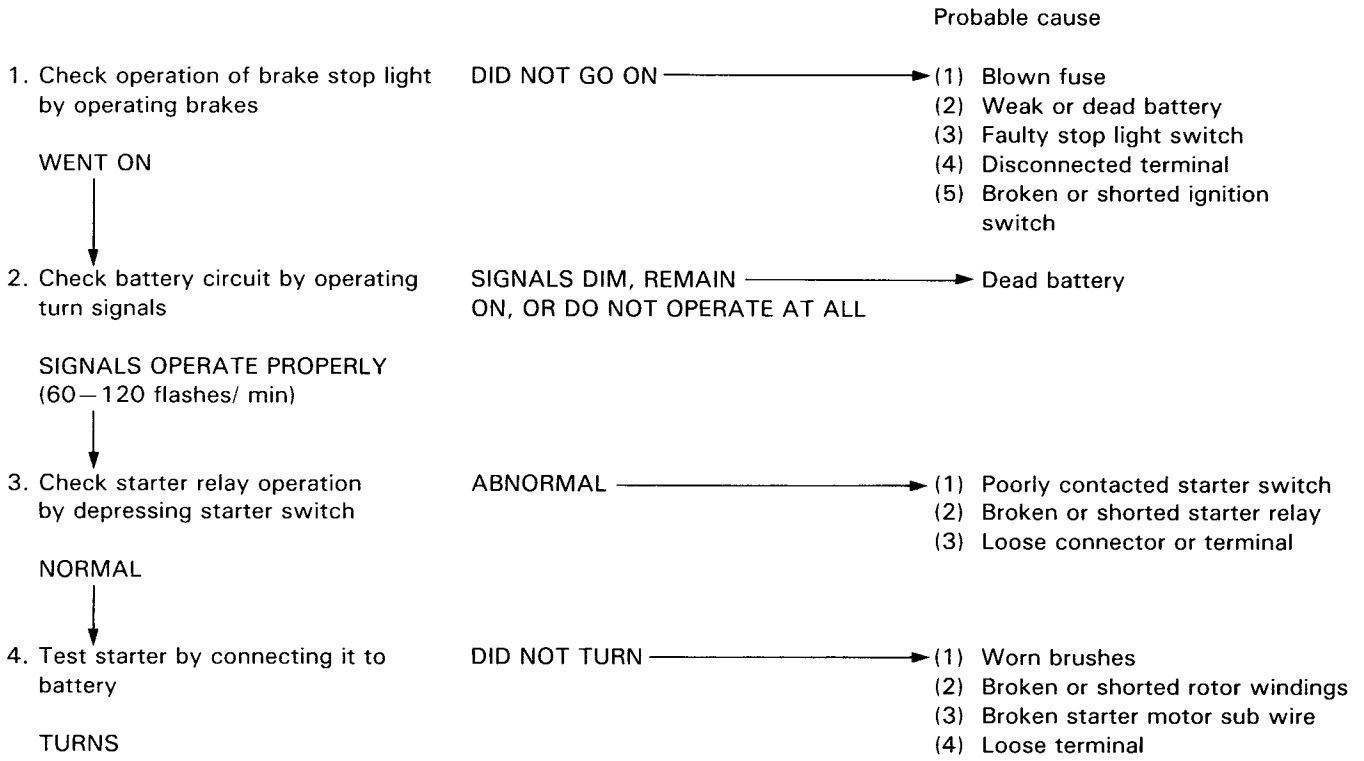 Probable cause
1. Check operation of brake stop light
by operating brakes
DID NOT GO ON
(1) Blown fuse
(2) Weak or dead battery
(3) Faulty stop light switch
(4) Disconnected terminal
(5) Broken or shorted ignition
switch
WENT ON
2. Check battery circuit by operating
turn signals
SIGNALS DIM, REMAIN
ON, OR DO NOT OPERATE AT ALL
Dead battery
SIGNALS OPERATE PROPERLY
(60—120 flashes/ min)
3. Check starter relay operation
by depressing starter switch
ABNORMAL
(1) Poorly contacted starter switch
(2) Broken or shorted starter relay
(3) Loose connector or terminal
NORMAL
4. Test starter by connecting it to
battery
DID NOT TURN
(1) Worn brushes
(2) Broken or shorted rotor windings
(3) Broken starter motor sub wire
(4) Loose terminal
TURNS